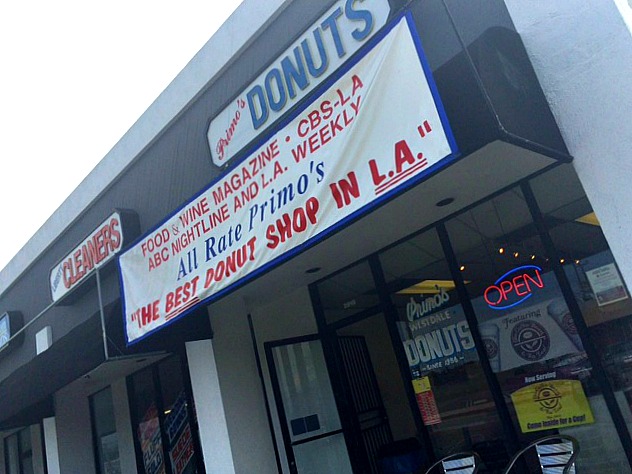 Primo's DONUTS
FOOD & WINE MAGAZINE • CBS-LA
ABC NIGHTLINE AND L.A. WEEKLY
All Rate Primo's
"THE BEST DONUT SHOP IN L.A."
CLEANERS
OPEN
Primo's
WESTDALE
DONUTS
Featuring
Now Serving
Come Inside for a Cup!